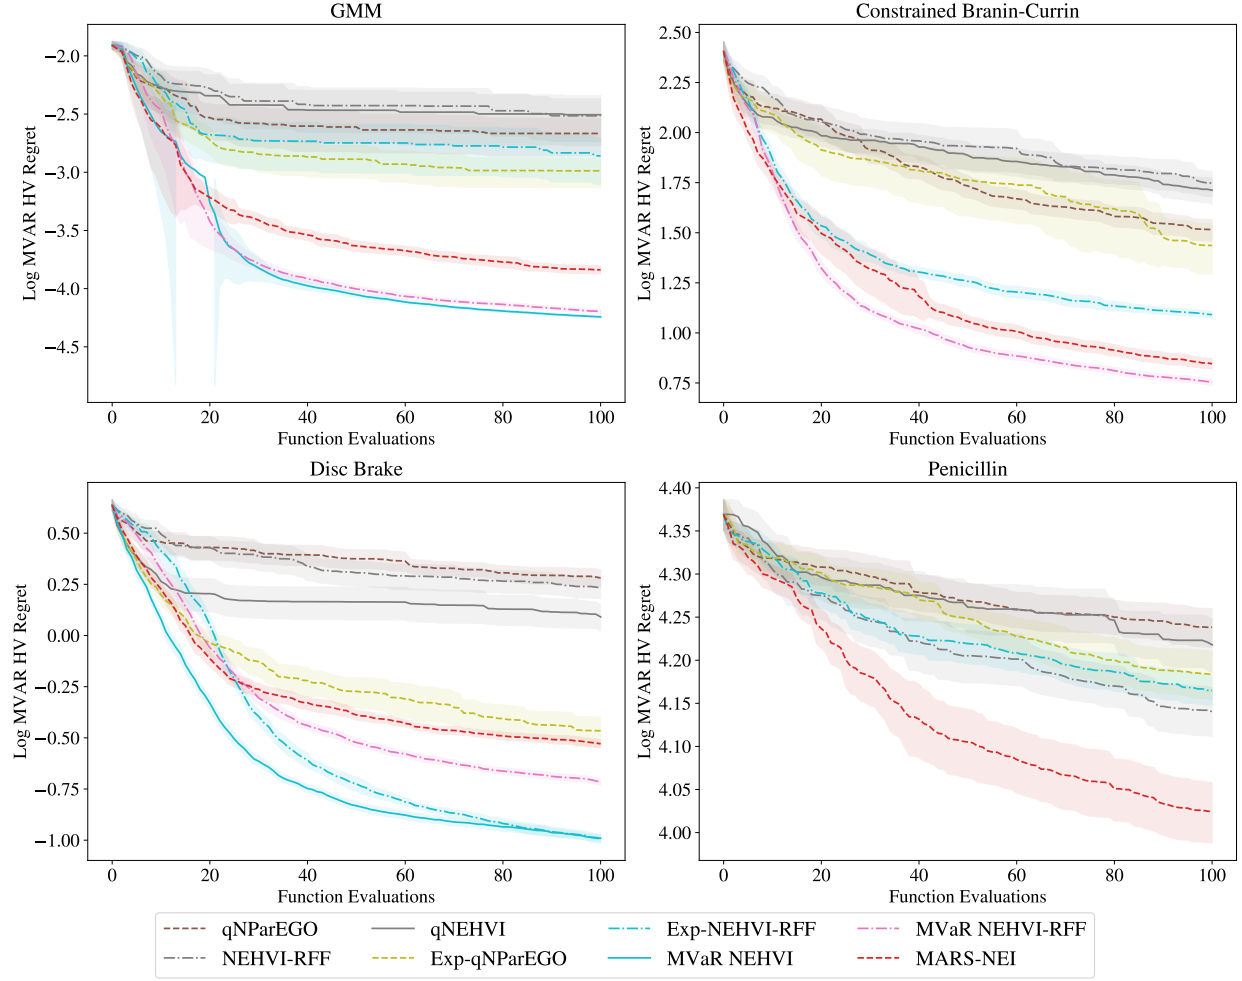 GMM
Log MVAR HV Regret
−2.0
−2.5
−3.0
−3.5
−4.0
−4.5
0 20 40 60 80 100
Function Evaluations
Constrained Branin-Currin
Log MVAR HV Regret
2.50
2.25
2.00
1.75
1.50
1.25
1.00
0.75
0 20 40 60 80 100
Function Evaluations
Disc Brake
Log MVAR HV Regret
0.50
0.25
0.00
−0.25
−0.50
−0.75
−1.00
0 20 40 60 80 100
Function Evaluations
Penicillin
Log MVAR HV Regret
4.40
4.35
4.30
4.25
4.20
4.15
4.10
4.05
4.00
0 20 40 60 80 100
Function Evaluations
qNParEGO qNEHVI Exp-NEHVI-RFF MVaR NEHVI-RFF
NEHVI-RFF Exp-qNParEGO MVaR NEHVI MARS-NEI